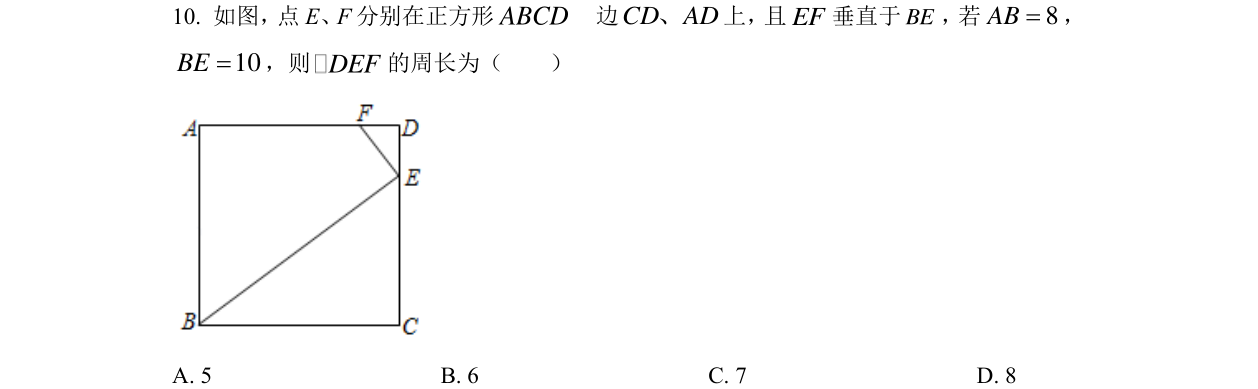 10. 如图，点 E、F 分别在正方形 ABCD 边 CD、AD 上，且 EF 垂直于 BE，若 AB = 8，
BE = 10，则□DEF 的周长为（ ）
F
A D
E
B C
A. 5 B. 6 C. 7 D. 8